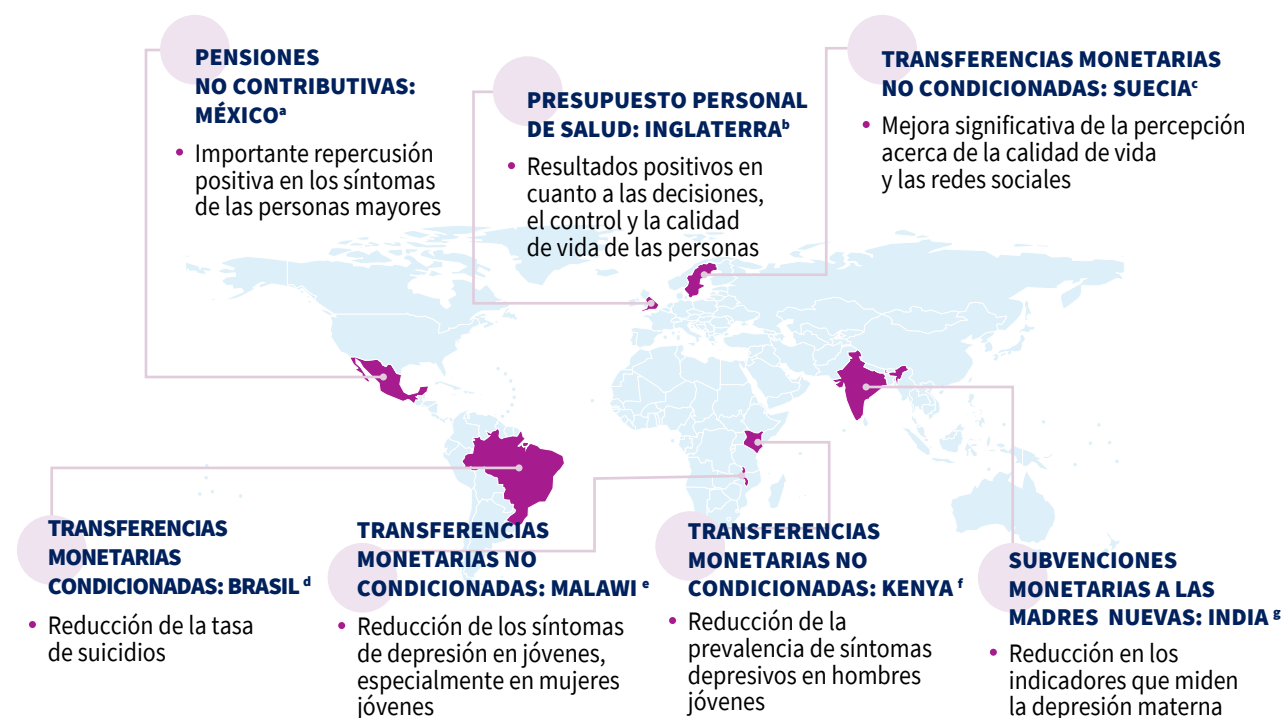 PENSIONES
NO CONTRIBUTIVAS:
MÉXICOᵃ
• Importante repercusión
positiva en los síntomas
de las personas mayores
PRESUPUESTO PERSONAL
DE SALUD: INGLATERRAᵇ
• Resultados positivos en
cuanto a las decisiones,
el control y la calidad
de vida de las personas
TRANSFERENCIAS MONETARIAS
NO CONDICIONADAS: SUECIAᶜ
• Mejora significativa de la percepción
acerca de la calidad de vida
y las redes sociales
TRANSFERENCIAS
MONETARIAS
CONDICIONADAS: BRASIL ᵈ
• Reducción de la tasa
de suicidios
TRANSFERENCIAS
MONETARIAS NO
CONDICIONADAS: MALAWI ᵉ
• Reducción de los síntomas
de depresión en jóvenes,
especialmente en mujeres
jóvenes
TRANSFERENCIAS
MONETARIAS NO
CONDICIONADAS: KENYA ᶠ
• Reducción de la
prevalencia de síntomas
depresivos en hombres
jóvenes
SUBVENCIONES
MONETARIAS A LAS
MADRES NUEVAS: INDIA ᵍ
• Reducción en los
indicadores que miden
la depresión materna